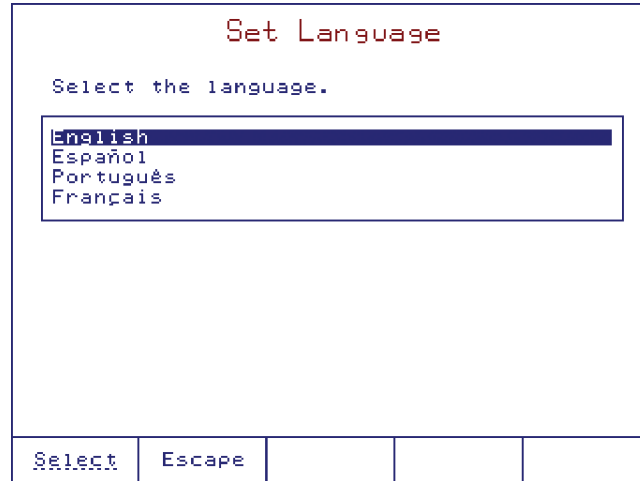 Set Language
Select the language.
English
Español
Português
Français
Select Escape